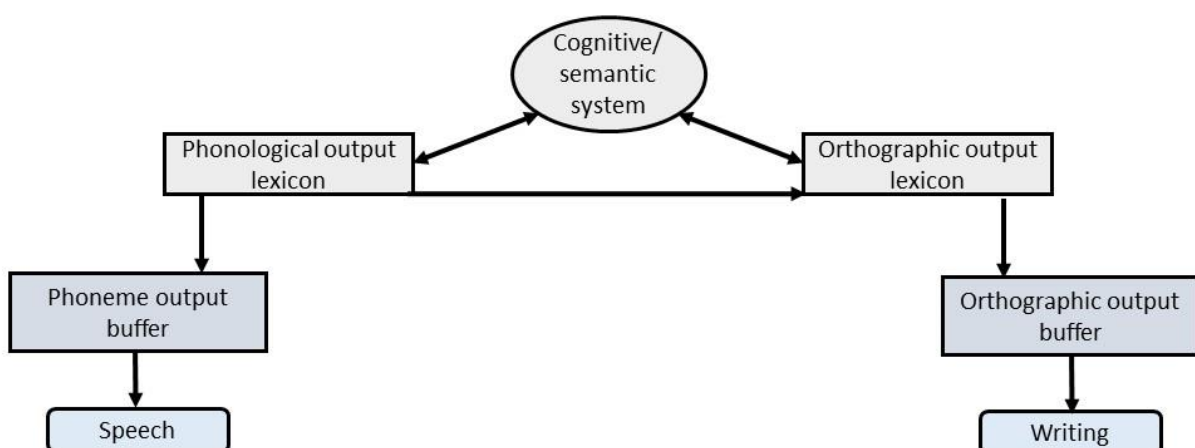 Cognitive/
semantic
system
Phonological output
lexicon
Orthographic output
lexicon
Phoneme output
buffer
Orthographic output
buffer
Speech
Writing